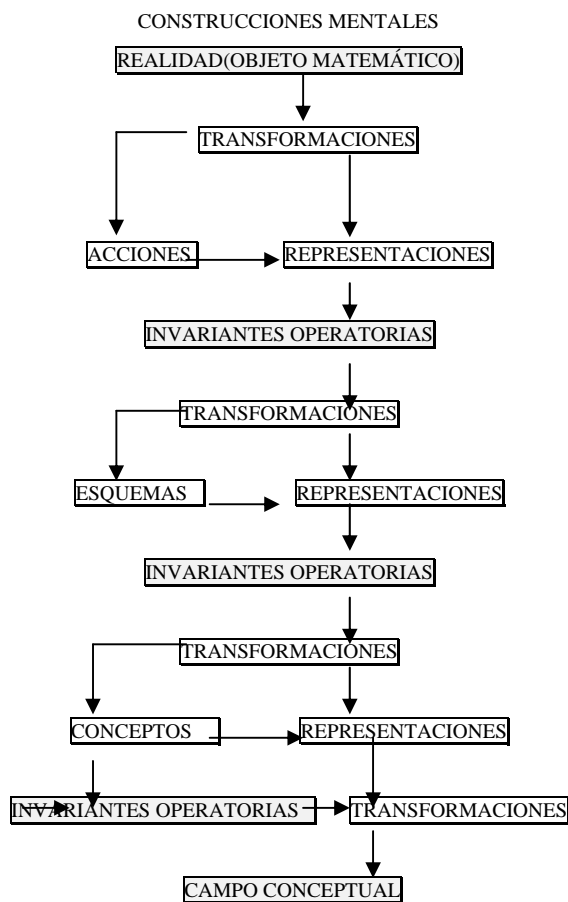 CONSTRUCCIONES MENTALES
REALIDAD(OBJETO MATEMÁTICO)
TRANSFORMACIONES
ACCIONES REPRESENTACIONES
INVARIANTES OPERATORIAS
TRANSFORMACIONES
ESQUEMAS REPRESENTACIONES
INVARIANTES OPERATORIAS
TRANSFORMACIONES
CONCEPTOS REPRESENTACIONES
INVARIANTES OPERATORIAS TRANSFORMACIONES
CAMPO CONCEPTUAL